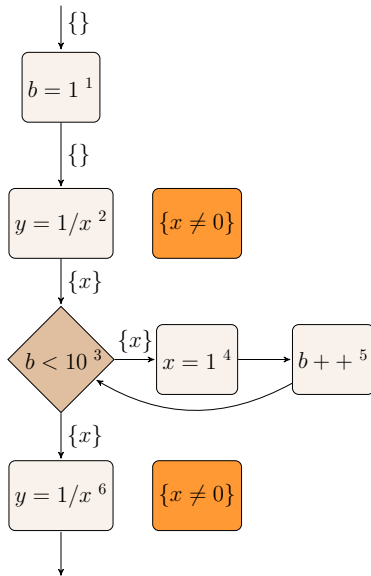 {}
b = 1 ¹
{}
y = 1/x ² {x ≠ 0}
{x}
b < 10 ³ {x} x = 1 ⁴ b + + ⁵
{x}
y = 1/x ⁶ {x ≠ 0}